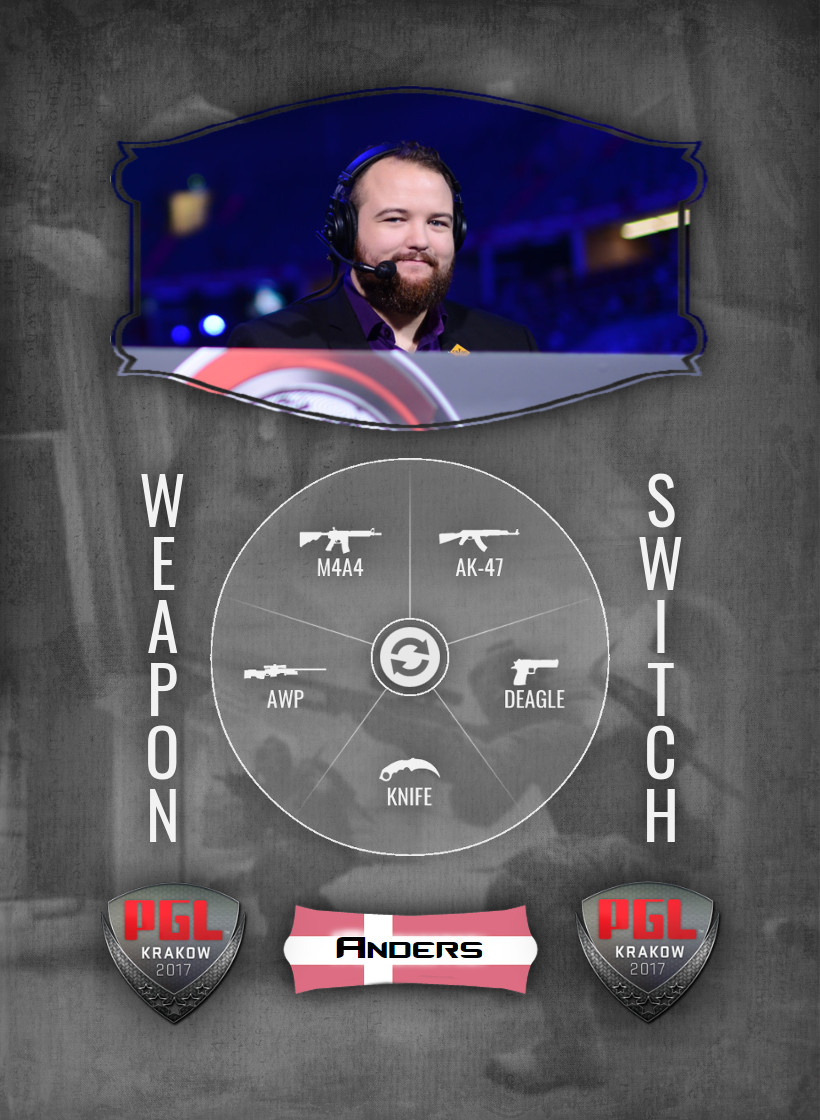 WEAPON
SWITCH
M4A4
AK-47
AWP
DEAGLE
KNIFE
PGL
KRAKOW
2017
ANDERS
PGL
KRAKOW
2017